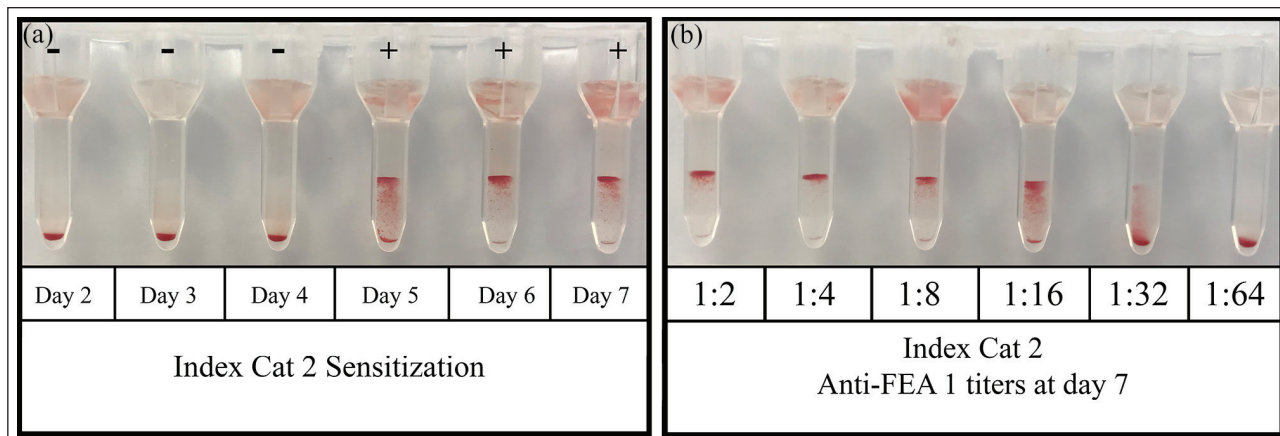 (a)
- - - + + +
Day 2 Day 3 Day 4 Day 5 Day 6 Day 7
Index Cat 2 Sensitization
(b)
1:2 1:4 1:8 1:16 1:32 1:64
Index Cat 2
Anti-FEA 1 titers at day 7